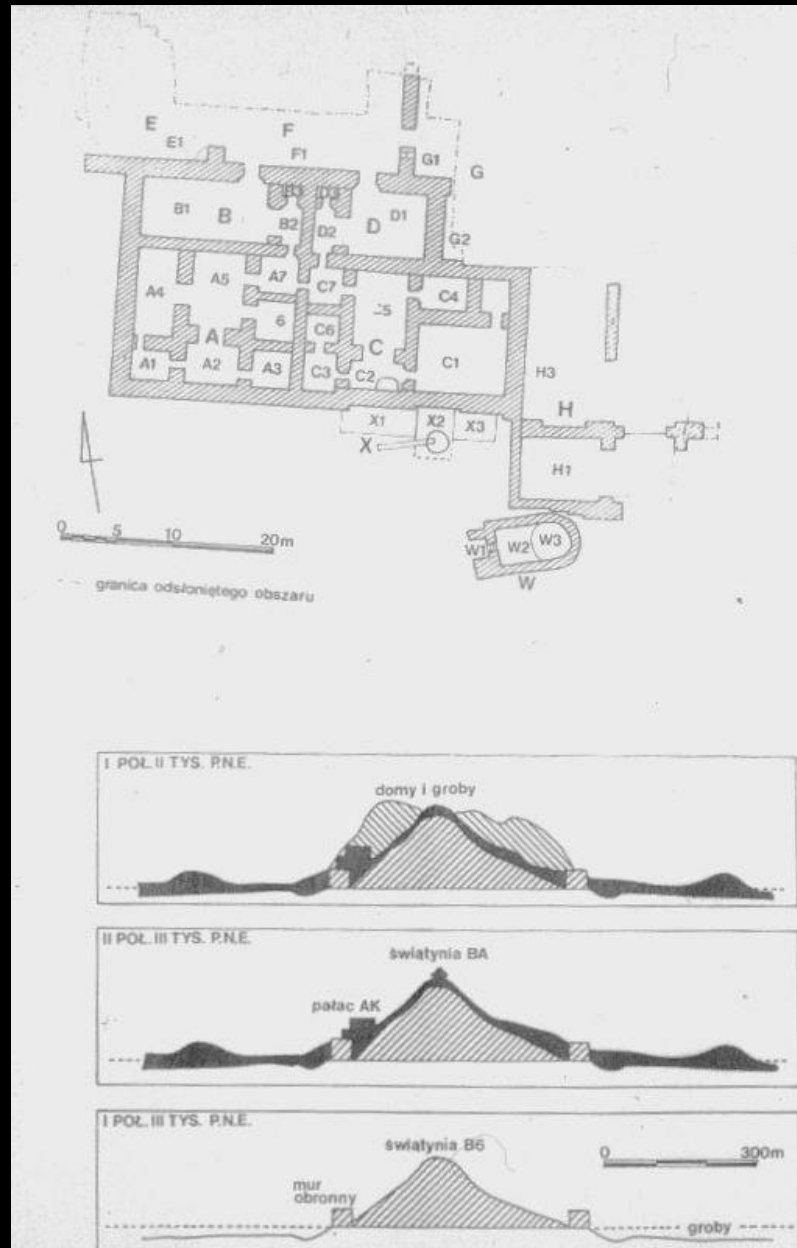 E
E1
F
F1
G1
G
B1
B
B3
D3
B2
D2
D
D1
G2
A4
A5
A7
C7
C4
6
C6
C5
A
C
C1
A1
A2
A3
C3
C2
H3
X1
X2
X3
H
X
H1
0 5 10 20m
W1
W2
W3
W
granica odsłoniętego obszaru
I POŁ. II TYS. P.N.E.
domy i groby
II POŁ. III TYS. P.N.E.
świątynia BA
pałac AK
I POŁ. III TYS. P.N.E.
świątynia B6
0 300m
mur
obronny
groby